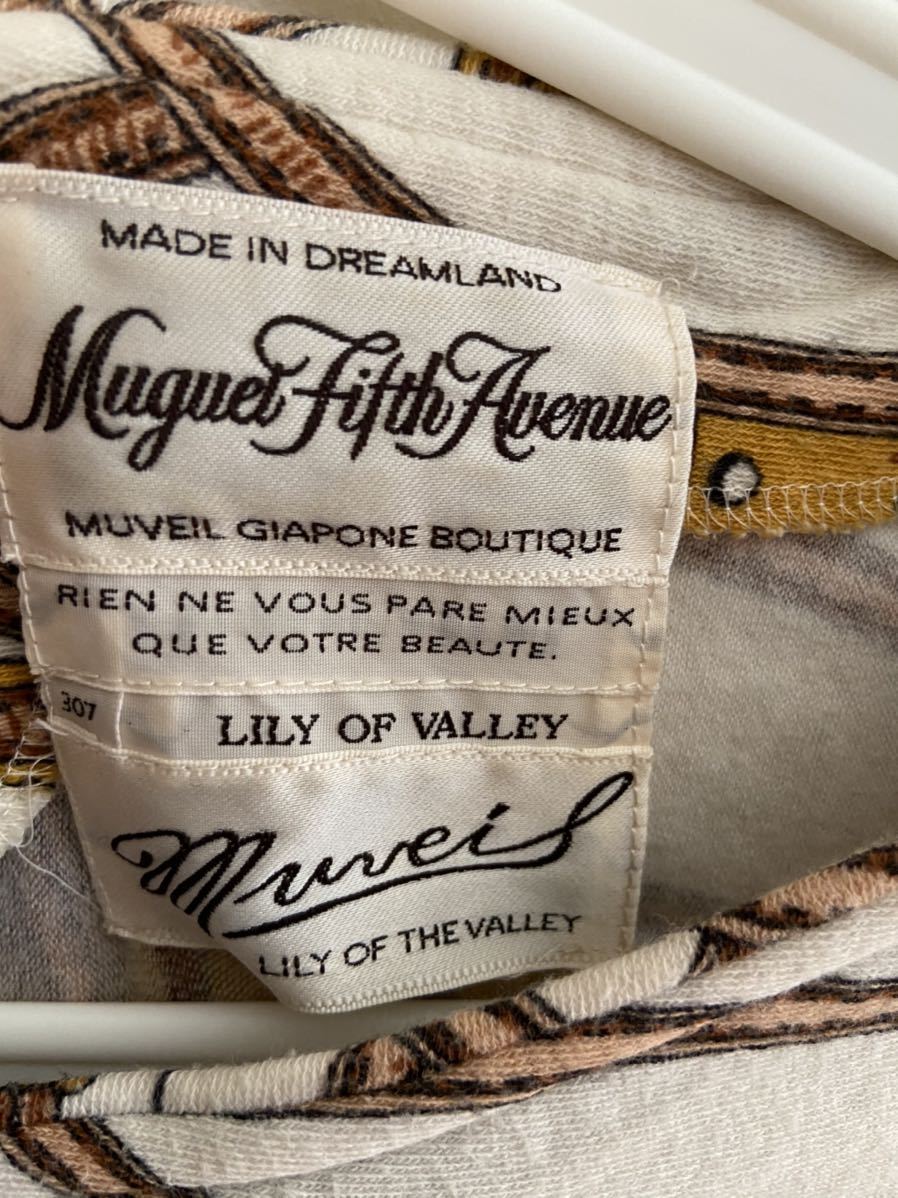 MADE IN DREAMLAND
Muguet Fifth Avenue
MUVEIL GIAPONE BOUTIQUE
RIEN NE VOUS PARE MIEUX
QUE VOTRE BEAUTE.
307
LILY OF VALLEY
Muveil
LILY OF THE VALLEY